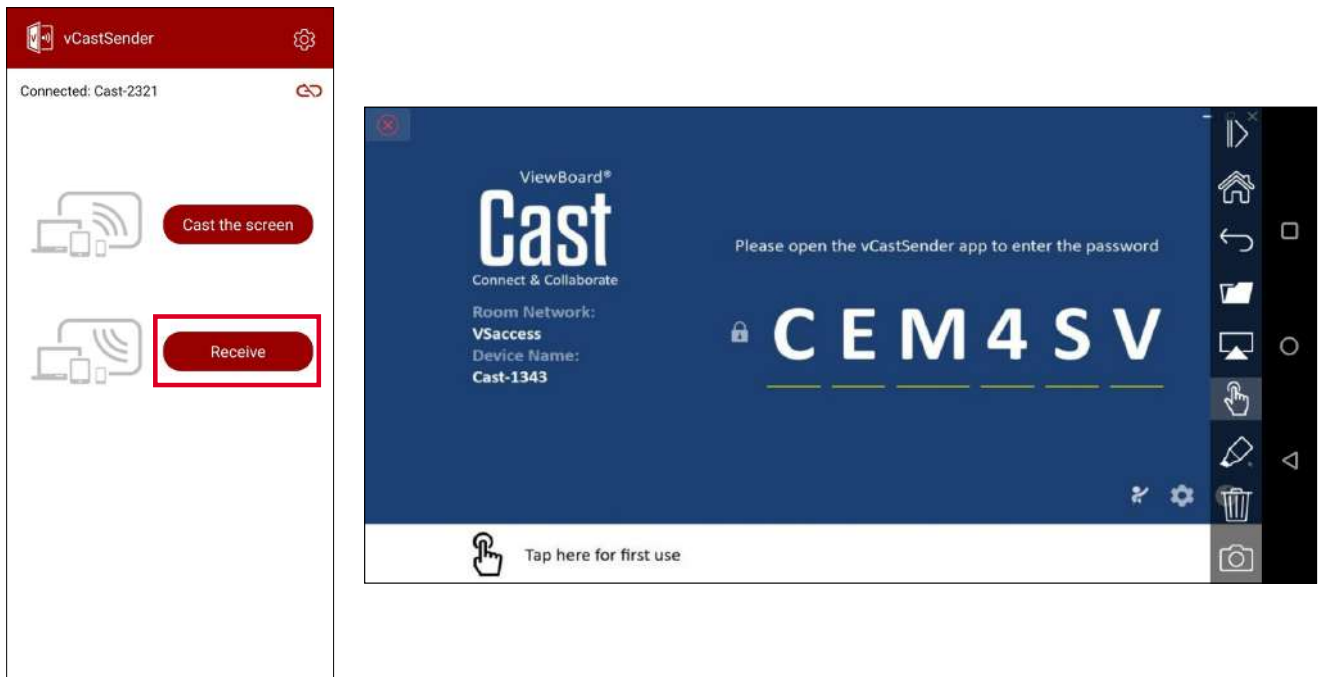 vCastSender
Connected: Cast-2321
Cast the screen
Receive
ViewBoard®
Cast
Connect & Collaborate
Room Network:
VSaccess
Device Name:
Cast-1343
Please open the vCastSender app to enter the password
CEM4SV
Tap here for first use